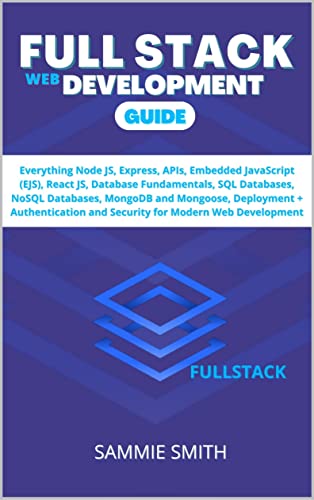 FULL STACK
WEB DEVELOPMENT
GUIDE
Everything Node JS, Express, APIs, Embedded JavaScript
(EJS), React JS, Database Fundamentals, SQL Databases,
NoSQL Databases, MongoDB and Mongoose, Deployment +
Authentication and Security for Modern Web Development
FULLSTACK
SAMMIE SMITH